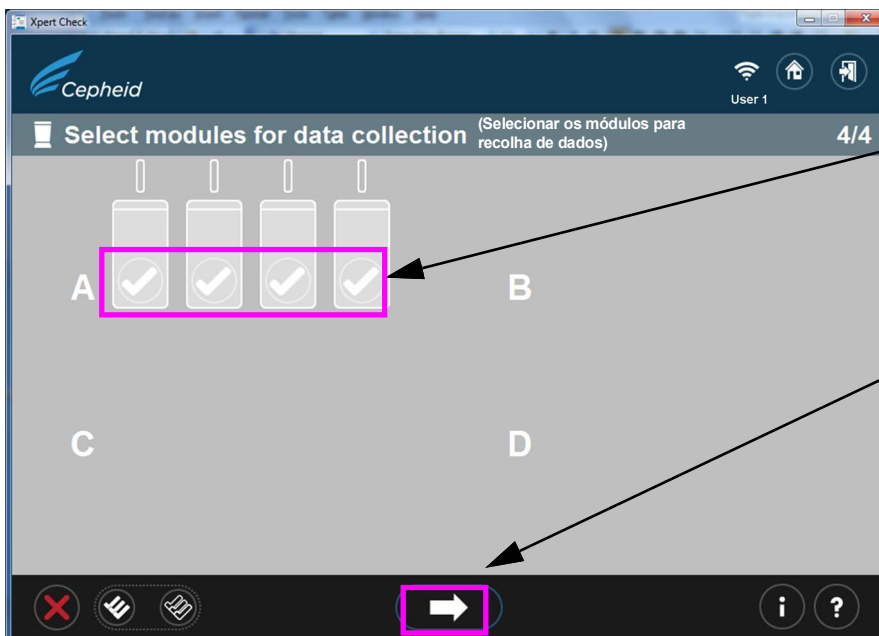 Xpert Check
Cepheid
User 1
Select modules for data collection
(Selecionar os módulos para
recolha de dados)
4/4
A
B
C
D
i
?